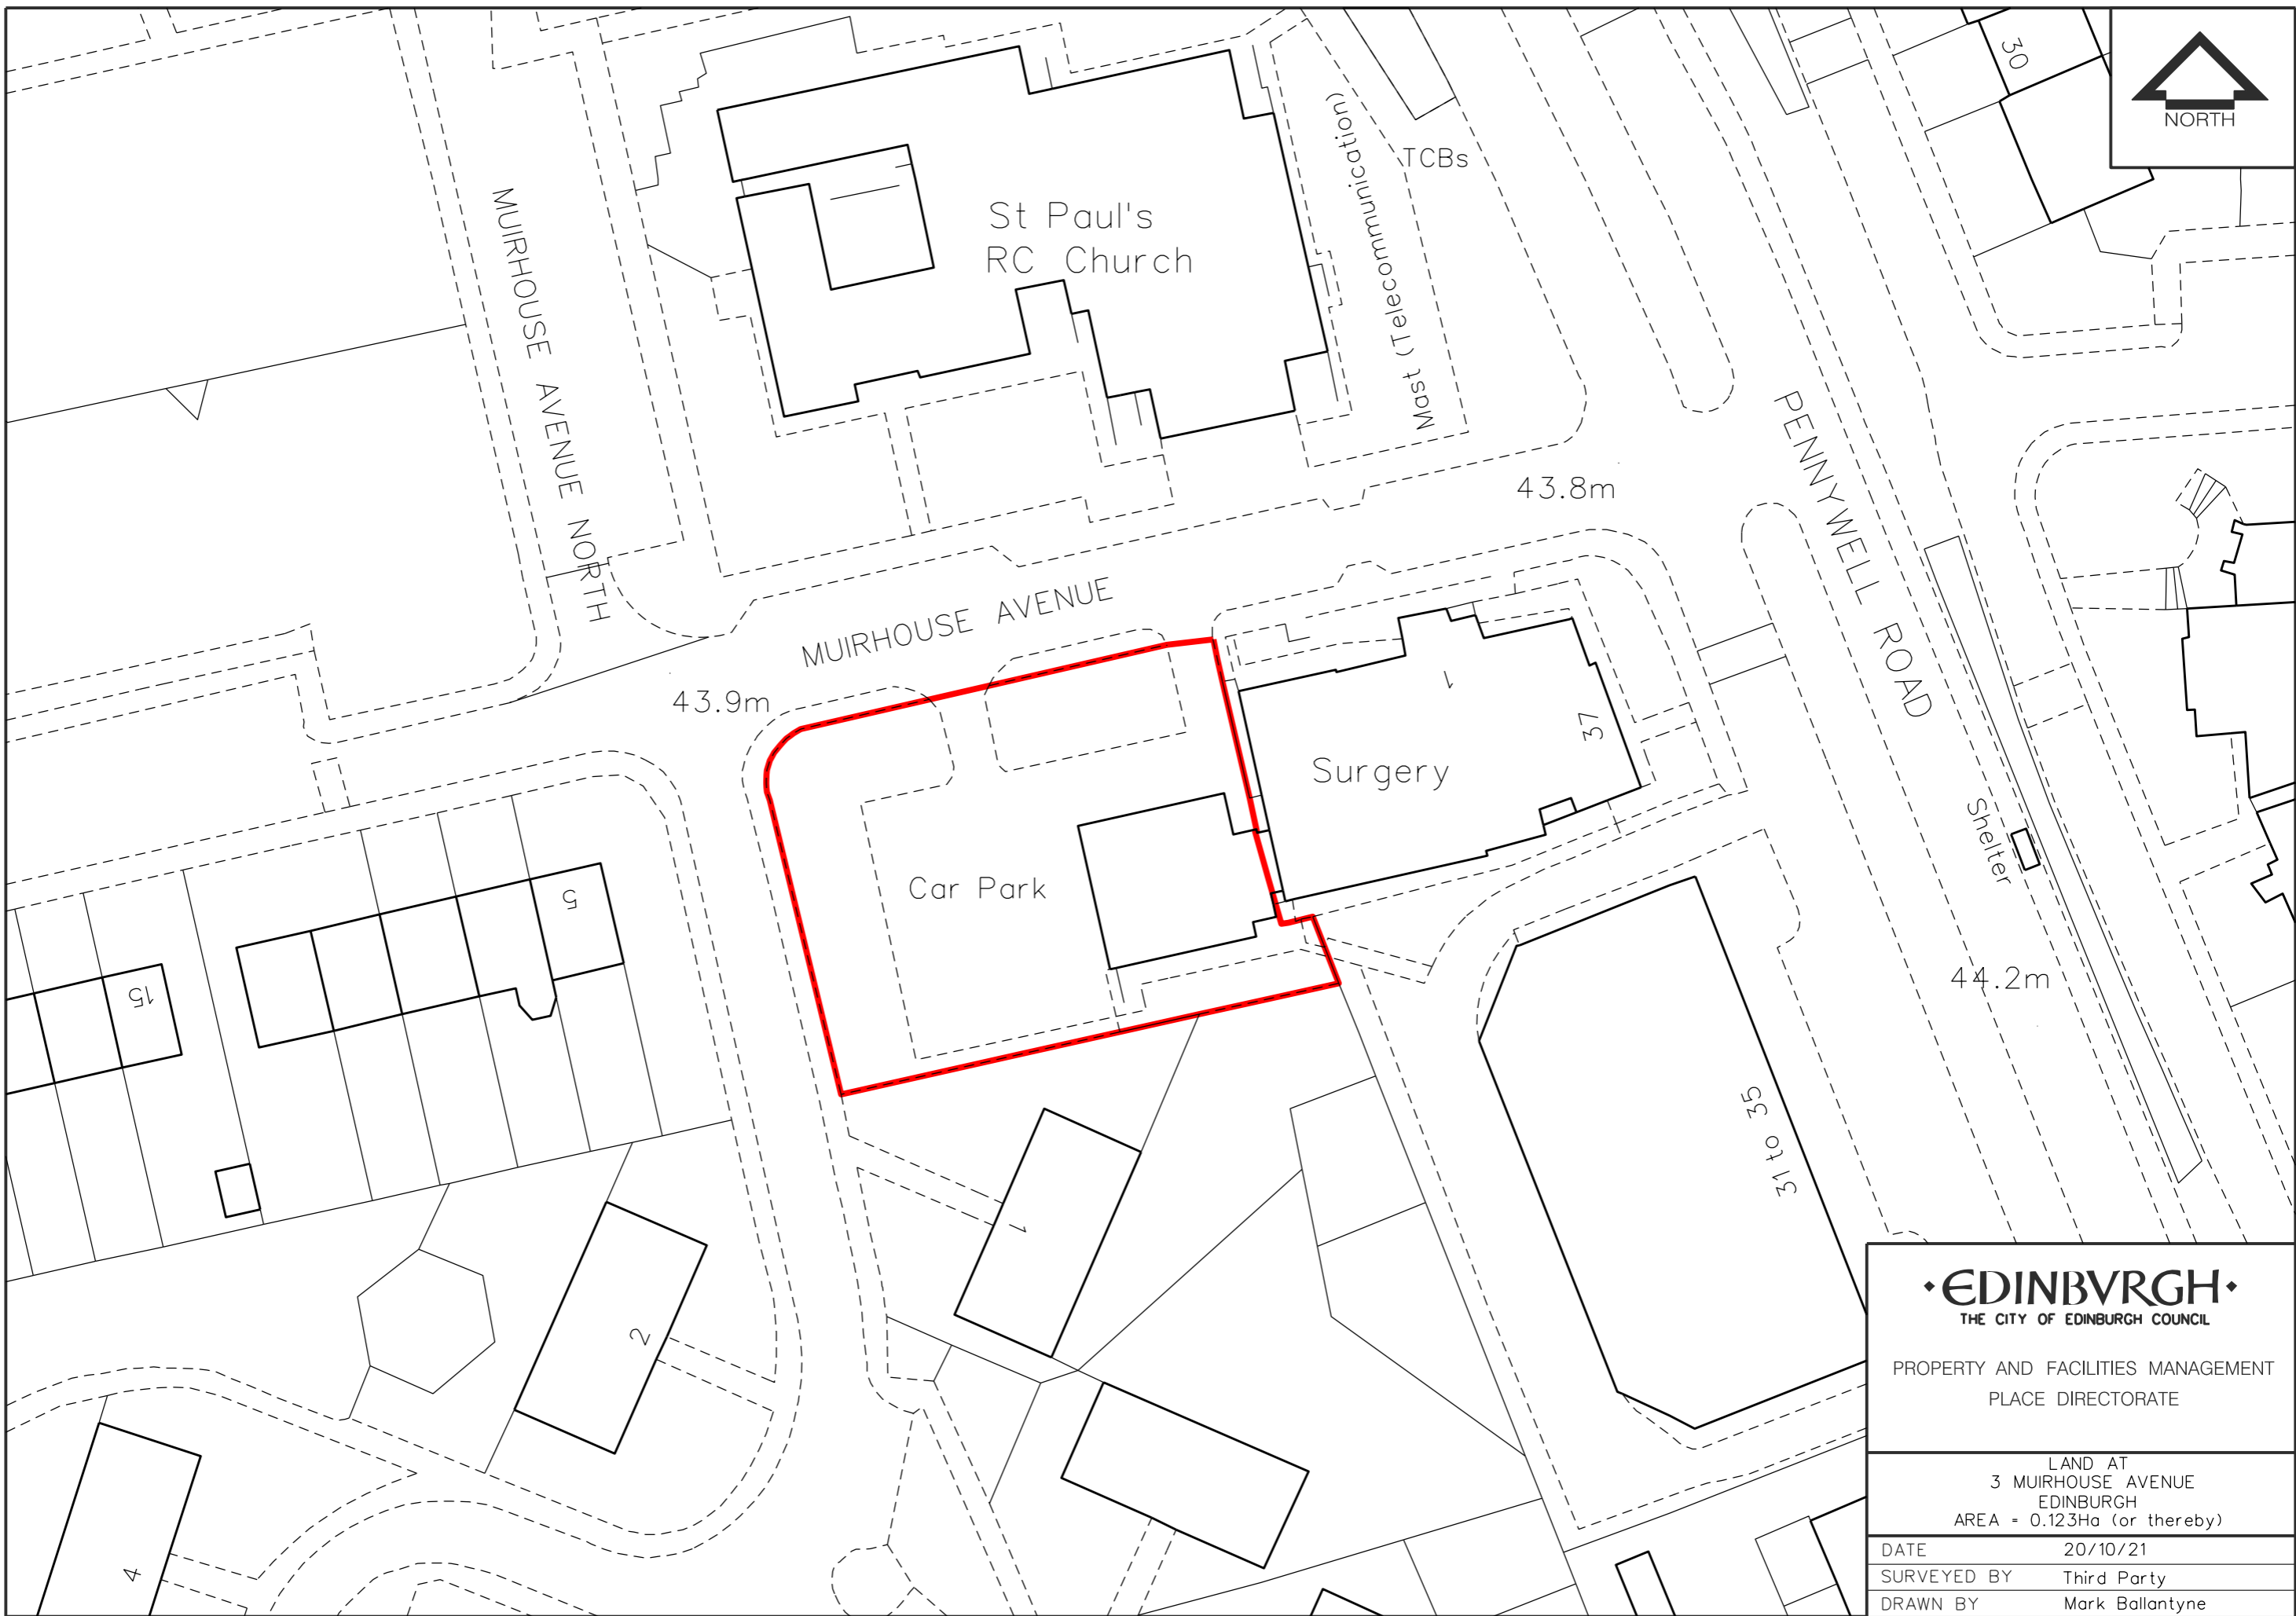 30
NORTH
TCBs
Mast (Telecommunication)
St Paul's
RC Church
MUIRHOUSE AVENUE NORTH
43.8m
PENNYWELL ROAD
MUIRHOUSE AVENUE
43.9m
1
37
Surgery
Shelter
Car Park
5
15
44.2m
31 to 35
1
2
4
·EDINBVRGH·
THE CITY OF EDINBURGH COUNCIL
PROPERTY AND FACILITIES MANAGEMENT
PLACE DIRECTORATE
LAND AT
3 MUIRHOUSE AVENUE
EDINBURGH
AREA = 0.123Ha (or thereby)
DATE 20/10/21
SURVEYED BY Third Party
DRAWN BY Mark Ballantyne